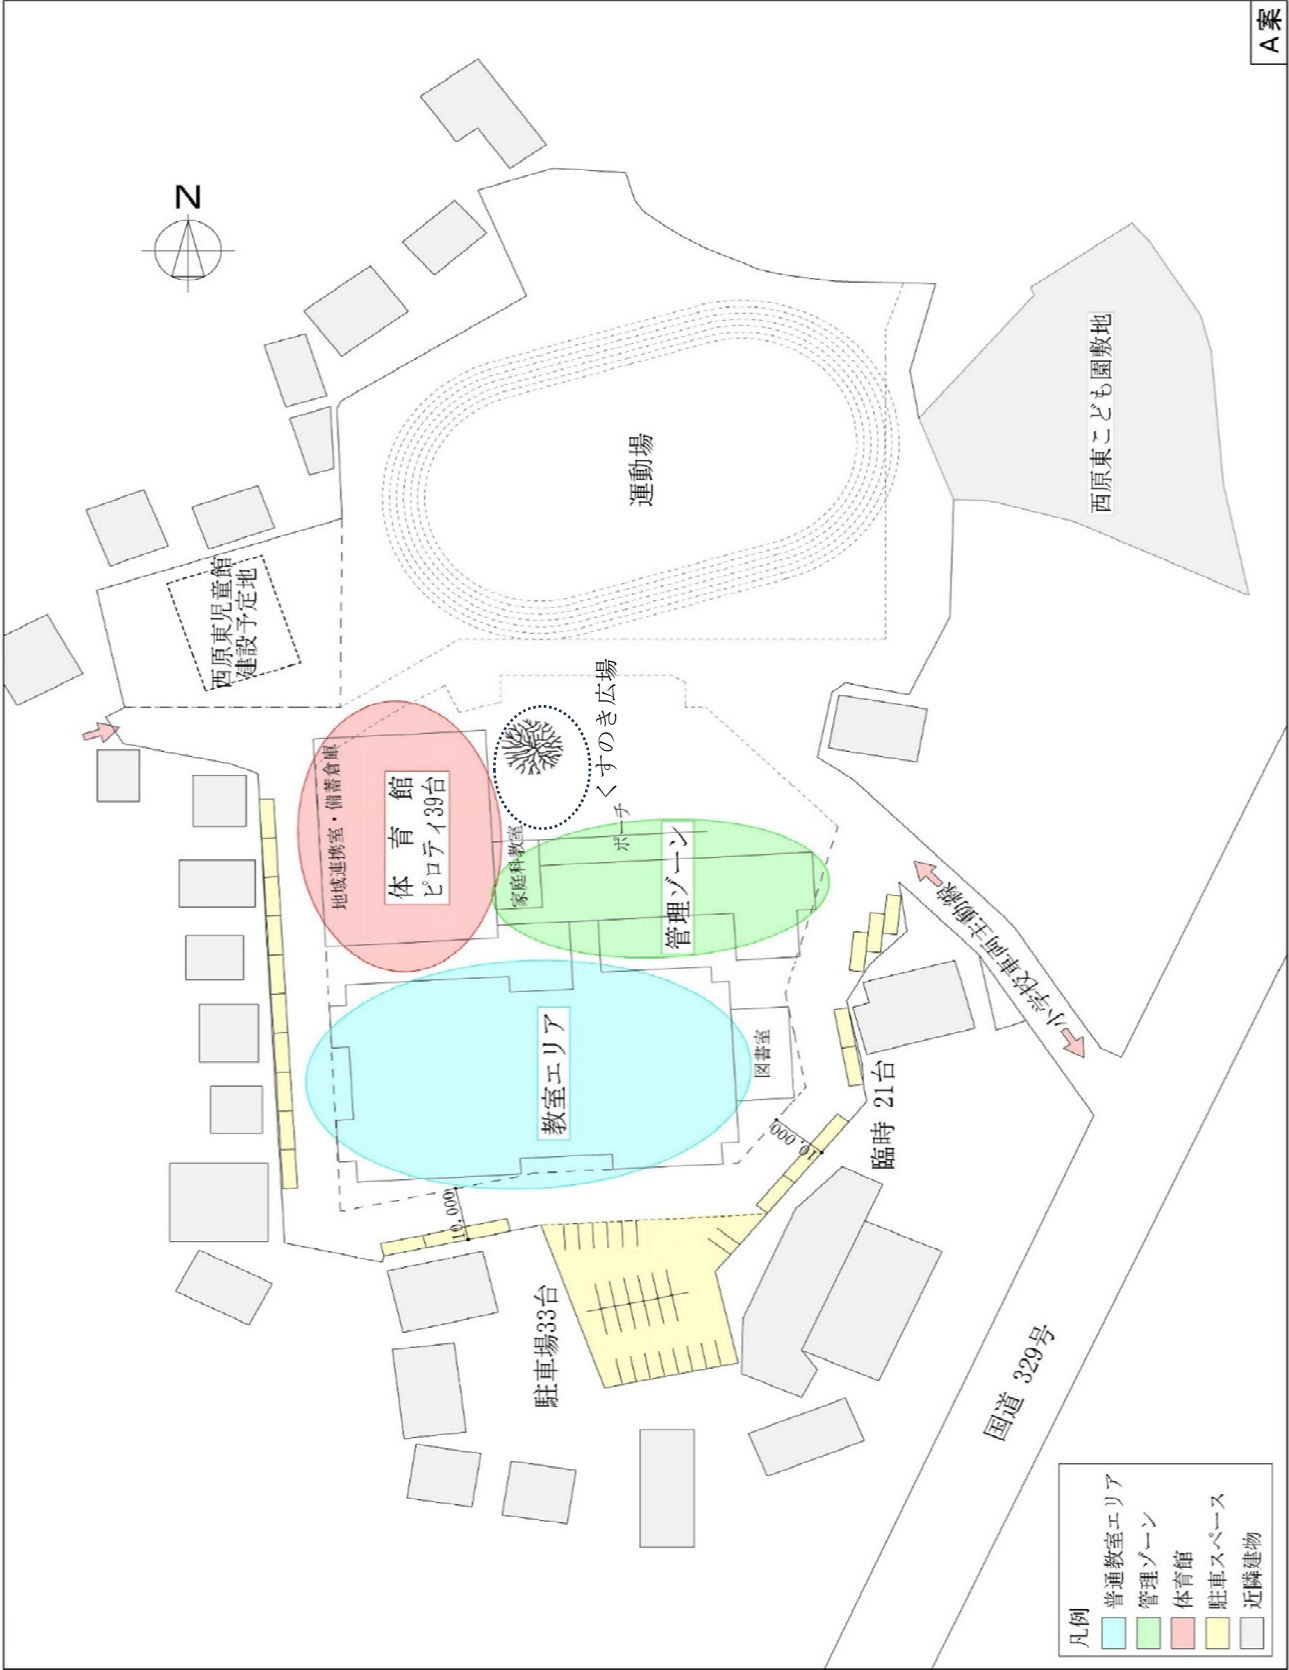 A案
N
西原東児童館
建設予定地
運動場
西原東こども園敷地
地域連携室・備蓄倉庫
体 育 館
ピロティ39台
くすのき広場
家庭科教室
ポーチ
管理ゾーン
教室エリア
図書室
小学校車両主動線
臨時 21台
10,000
10,000
駐車場33台
国道 329号
凡例
普通教室エリア
管理ゾーン
体育館
駐車スペース
近隣建物